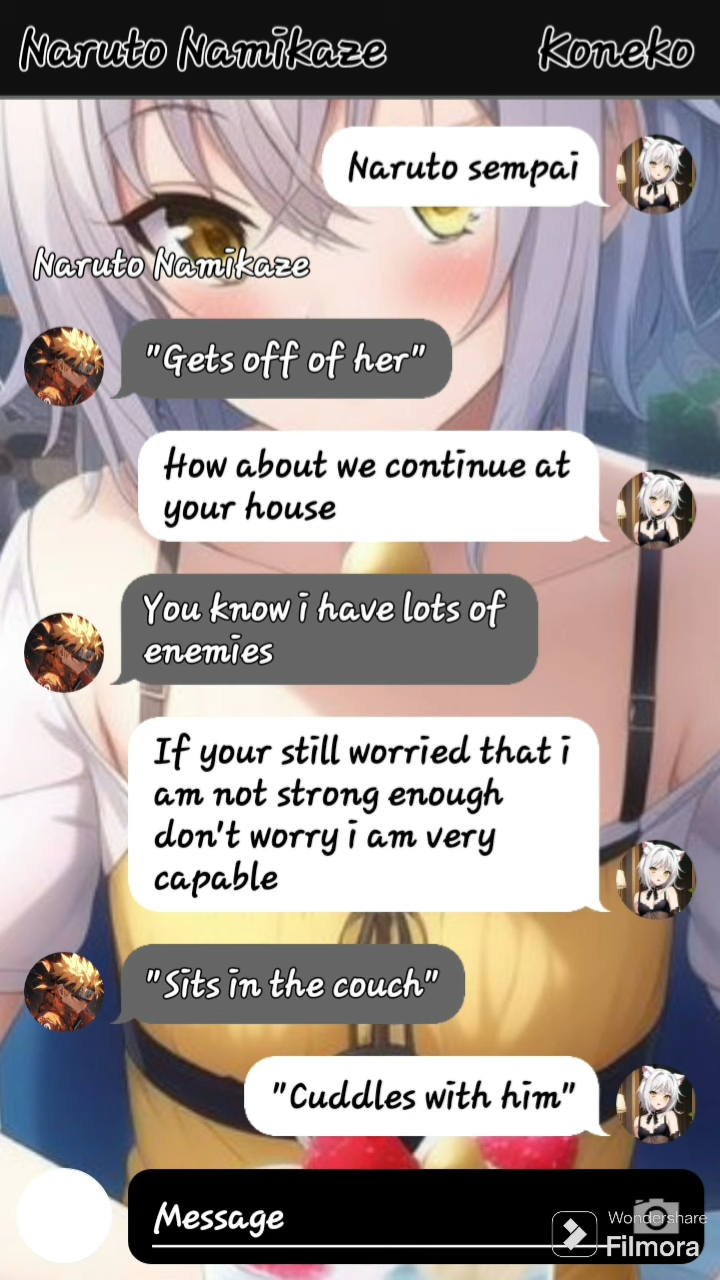 Naruto Namikaze Koneko
Naruto sempai
Naruto Namikaze
"Gets off of her"
How about we continue at
your house
You know i have lots of
enemies
If your still worried that i
am not strong enough
don't worry i am very
capable
"Sits in the couch"
"Cuddles with him"
Message
Wondershare
Filmora